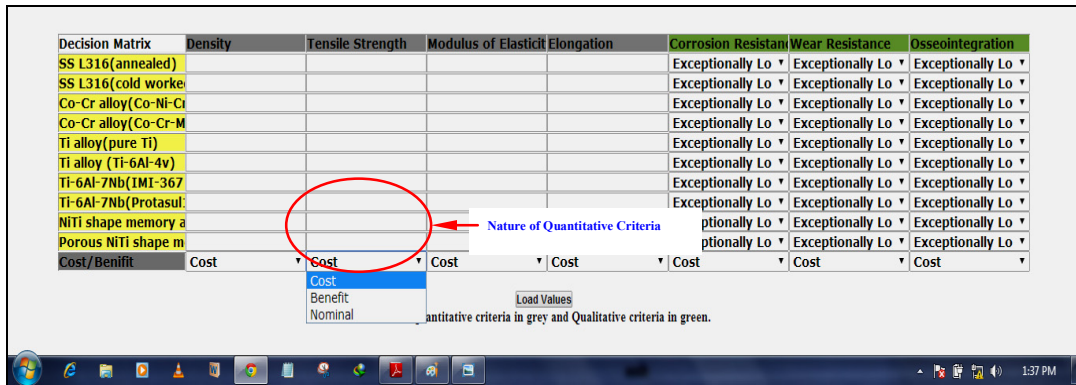 Decision Matrix Density Tensile Strength Modulus of Elasticit Elongation Corrosion Resistan Wear Resistance Osseointegration
SS L316(annealed) Exceptionally Lo Exceptionally Lo Exceptionally Lo
SS L316(cold worke Exceptionally Lo Exceptionally Lo Exceptionally Lo
Co-Cr alloy(Co-Ni-Cr Exceptionally Lo Exceptionally Lo Exceptionally Lo
Co-Cr alloy(Co-Cr-M Exceptionally Lo Exceptionally Lo Exceptionally Lo
Ti alloy(pure Ti) Exceptionally Lo Exceptionally Lo Exceptionally Lo
Ti alloy (Ti-6Al-4v) Exceptionally Lo Exceptionally Lo Exceptionally Lo
Ti-6Al-7Nb(IMI-367 Exceptionally Lo Exceptionally Lo Exceptionally Lo
Ti-6Al-7Nb(Protasul Exceptionally Lo Exceptionally Lo Exceptionally Lo
NiTi shape memory a Nature of Quantitative Criteria ptionally Lo Exceptionally Lo Exceptionally Lo
Porous NiTi shape m ptionally Lo Exceptionally Lo Exceptionally Lo
Cost/Benifit Cost Cost Cost Cost Cost Cost Cost
Cost
Benefit
Nominal
Load Values
antitative criteria in grey and Qualitative criteria in green.
1:37 PM